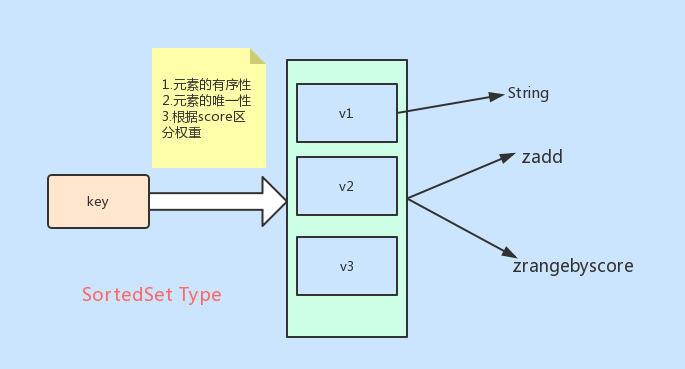 1.元素的有序性
2.元素的唯一性
3.根据score区
分权重
key
SortedSet Type
v1
v2
v3
String
zadd
zrangebyscore